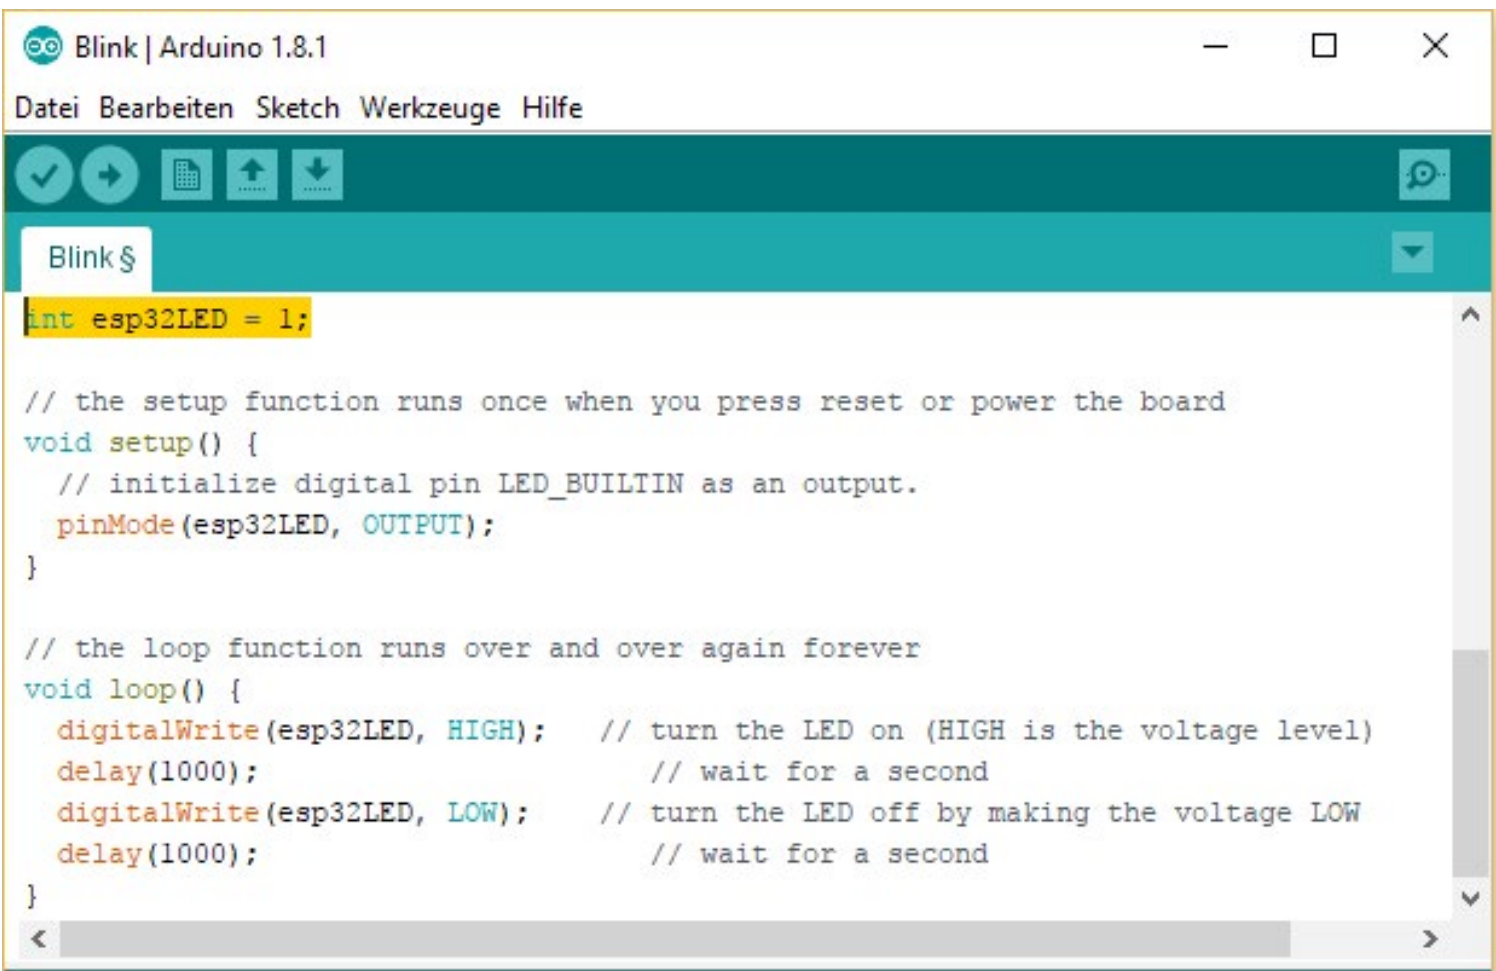 Blink | Arduino 1.8.1
Datei Bearbeiten Sketch Werkzeuge Hilfe
Blink §
int esp32LED = 1;
// the setup function runs once when you press reset or power the board
void setup() {
  // initialize digital pin LED_BUILTIN as an output.
  pinMode(esp32LED, OUTPUT);
}
// the loop function runs over and over again forever
void loop() {
  digitalWrite(esp32LED, HIGH);   // turn the LED on (HIGH is the voltage level)
  delay(1000);                       // wait for a second
  digitalWrite(esp32LED, LOW);    // turn the LED off by making the voltage LOW
  delay(1000);                       // wait for a second
}